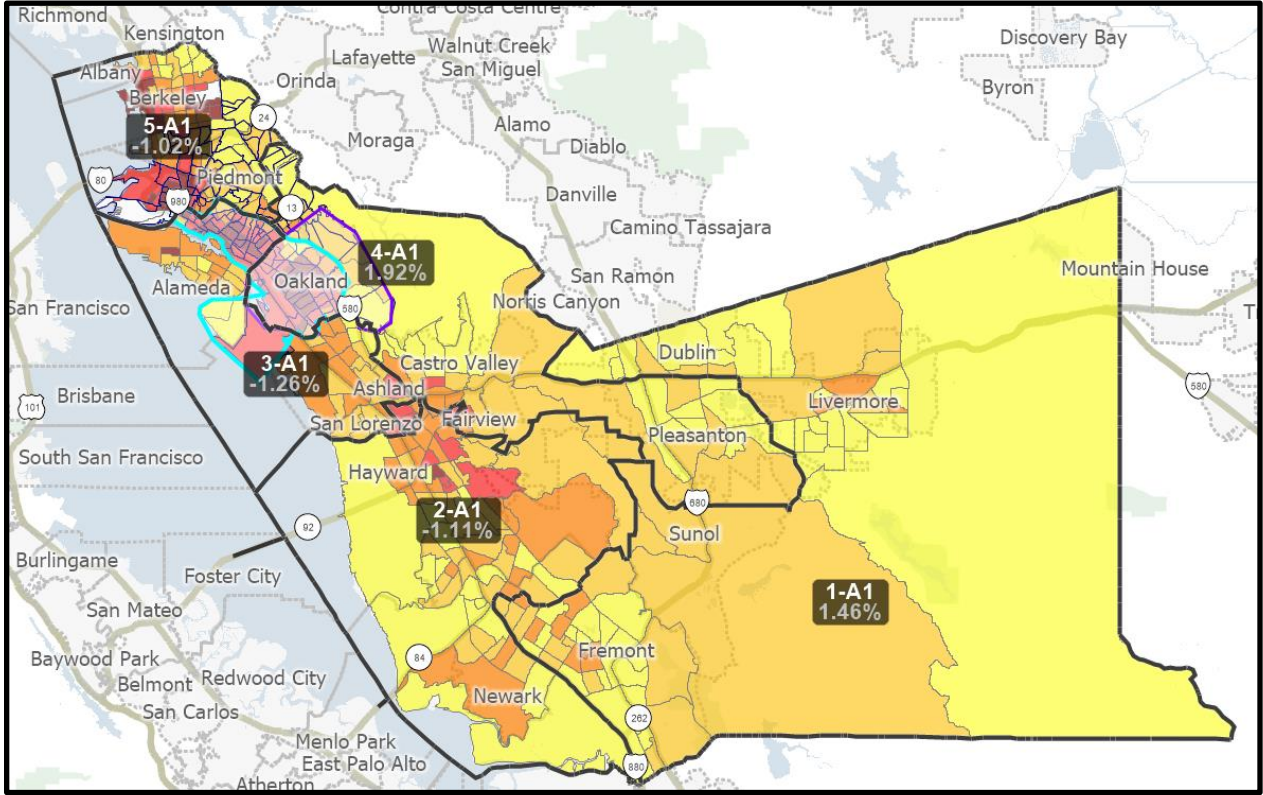 Richmond
Contra Costa Centre
Kensington
Walnut Creek
Discovery Bay
Lafayette
San Miguel
Albany
Orinda
Byron
Berkeley
24
5-A1
-1.02%
Alamo
Moraga
Diablo
80
Piedmont
Danville
980
13
Camino Tassajara
4-A1
1.92%
Oakland
San Ramon
Mountain House
Alameda
Norris Canyon
San Francisco
580
Dublin
3-A1
-1.26%
Castro Valley
580
Brisbane
Ashland
Livermore
101
San Lorenzo
Fairview
Pleasanton
South San Francisco
Hayward
680
2-A1
-1.11%
92
Sunol
Burlingame
Foster City
1-A1
1.46%
San Mateo
Fremont
84
Baywood Park
Redwood City
Belmont
Newark
San Carlos
262
Menlo Park
East Palo Alto
880
Atherton